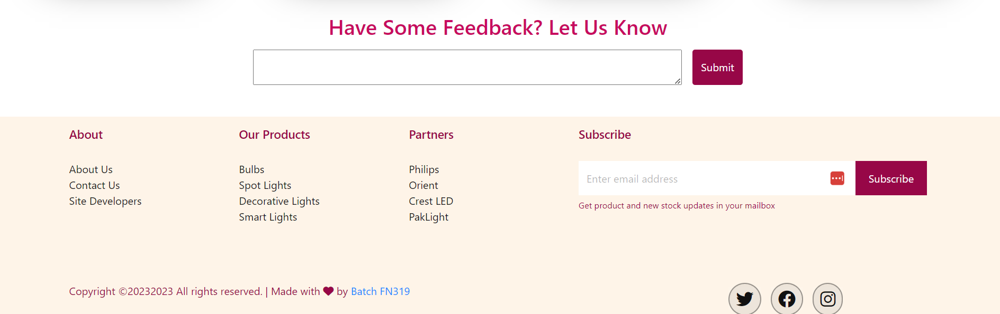 Have Some Feedback? Let Us Know
Submit
About
About Us
Contact Us
Site Developers
Our Products
Bulbs
Spot Lights
Decorative Lights
Smart Lights
Partners
Philips
Orient
Crest LED
PakLight
Subscribe
Enter email address
Subscribe
Get product and new stock updates in your mailbox
Copyright ©20232023 All rights reserved. | Made with ♥ by Batch FN319